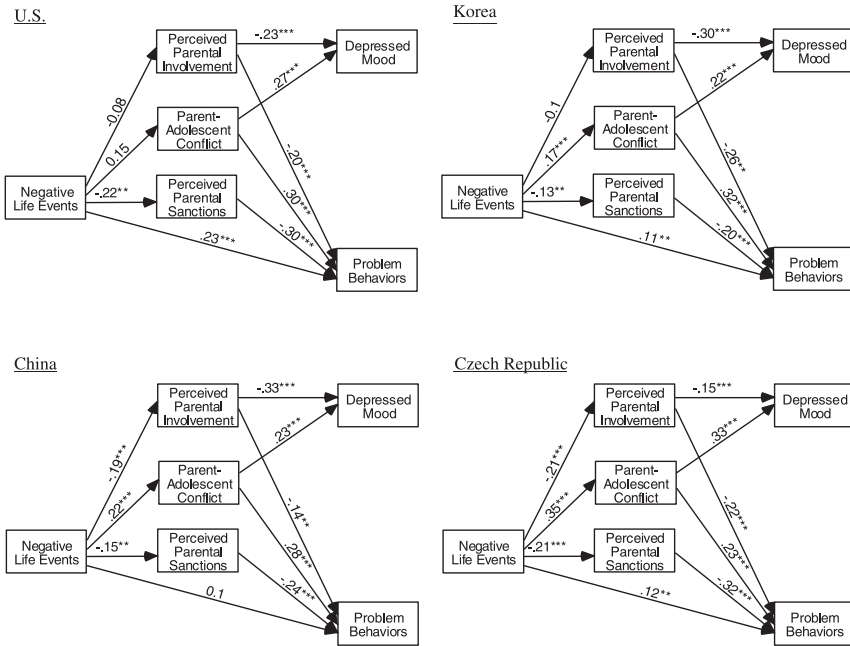 U.S.
Perceived
Parental
Involvement
-.23***
Depressed
Mood
-0.08
.27***
Parent-
Adolescent
Conflict
0.15
-.20***
.30***
Negative
Life Events
-.22**
Perceived
Parental
Sanctions
-.30***
.23***
Problem
Behaviors
Korea
Perceived
Parental
Involvement
-.30***
Depressed
Mood
-0.1
.22***
Parent-
Adolescent
Conflict
.17***
-.26**
.32***
Negative
Life Events
-.13**
Perceived
Parental
Sanctions
-.20***
.11**
Problem
Behaviors
China
Perceived
Parental
Involvement
-.33***
Depressed
Mood
-.19***
.23***
Parent-
Adolescent
Conflict
.22***
-.14**
.28***
Negative
Life Events
-.15**
Perceived
Parental
Sanctions
-.24***
0.1
Problem
Behaviors
Czech Republic
Perceived
Parental
Involvement
-.15***
Depressed
Mood
-.21***
.33***
Parent-
Adolescent
Conflict
.35***
-.22***
.23***
Negative
Life Events
-.21***
Perceived
Parental
Sanctions
-.32***
.12**
Problem
Behaviors